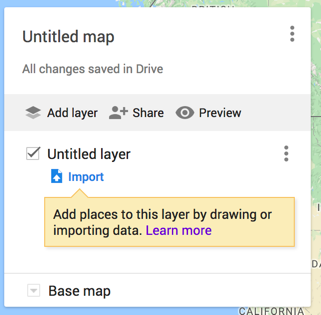 BRITISH
Untitled map
All changes saved in Drive
Add layer Share Preview
Untitled layer
Import
Add places to this layer by drawing or
importing data. Learn more
Base map
CALIFORNIA